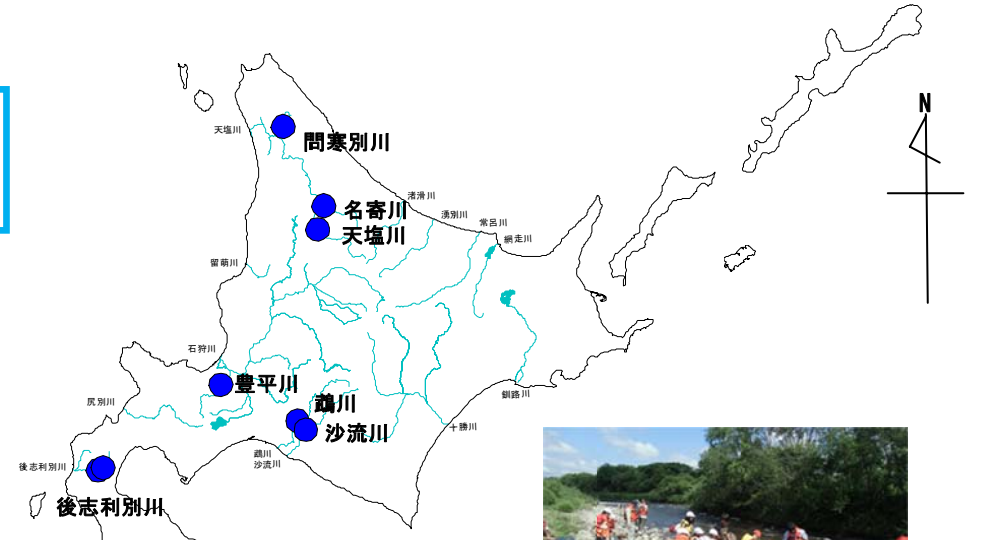 N
天塩川
問寒別川
渚滑川
名寄川
湧別川
常呂川
天塩川
網走川
留萌川
石狩川
豊平川
釧路川
尻別川
鵡川
十勝川
沙流川
鵡川
沙流川
後志利別川
後志利別川